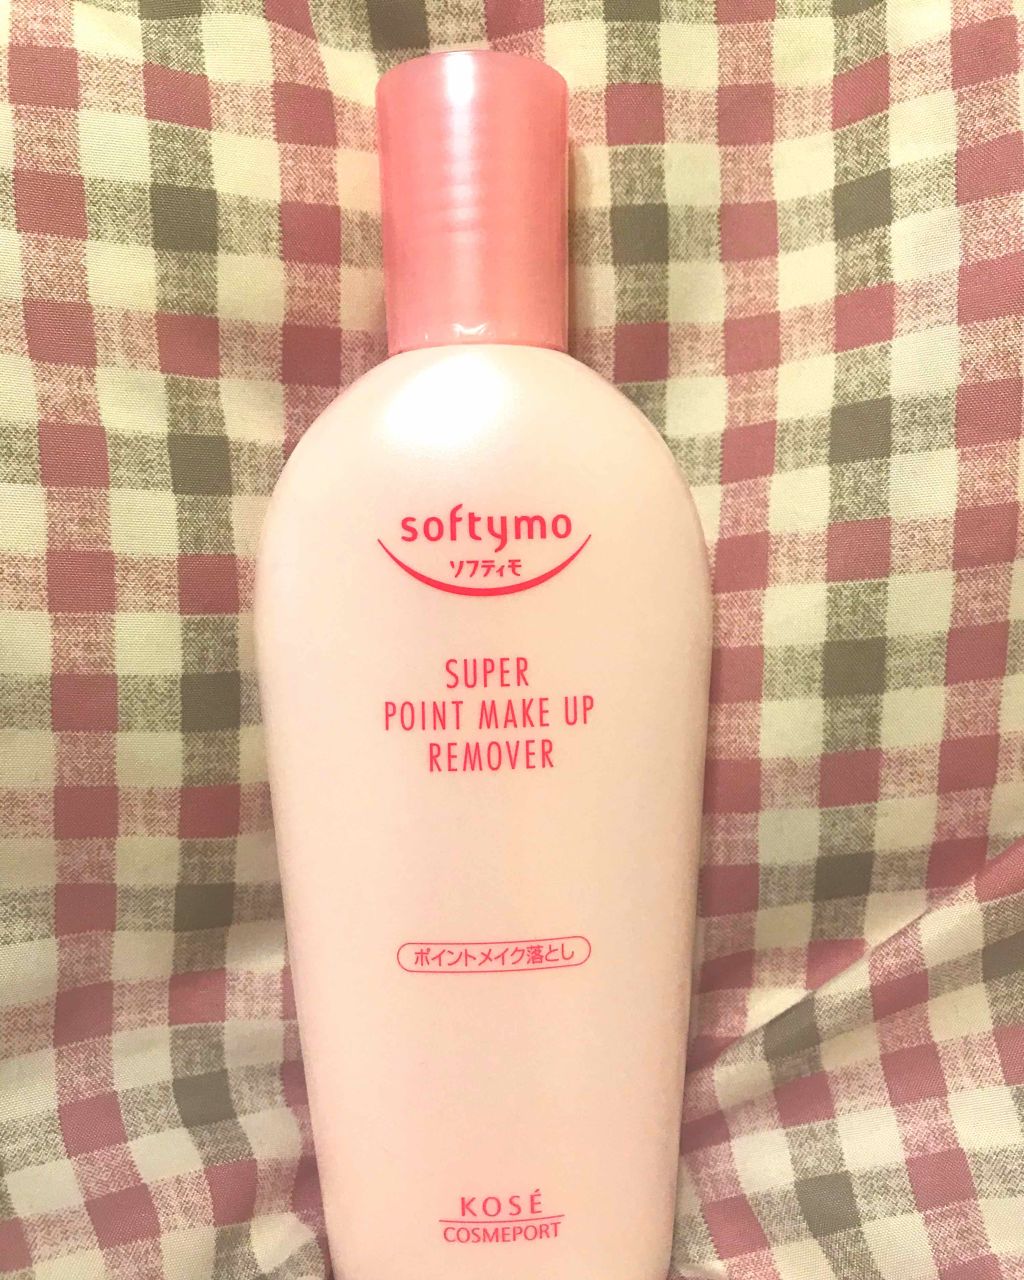 softymo
ソフティモ
SUPER
POINT MAKE UP
REMOVER
ポイントメイク落とし
KOSÉ
COSMEPORT